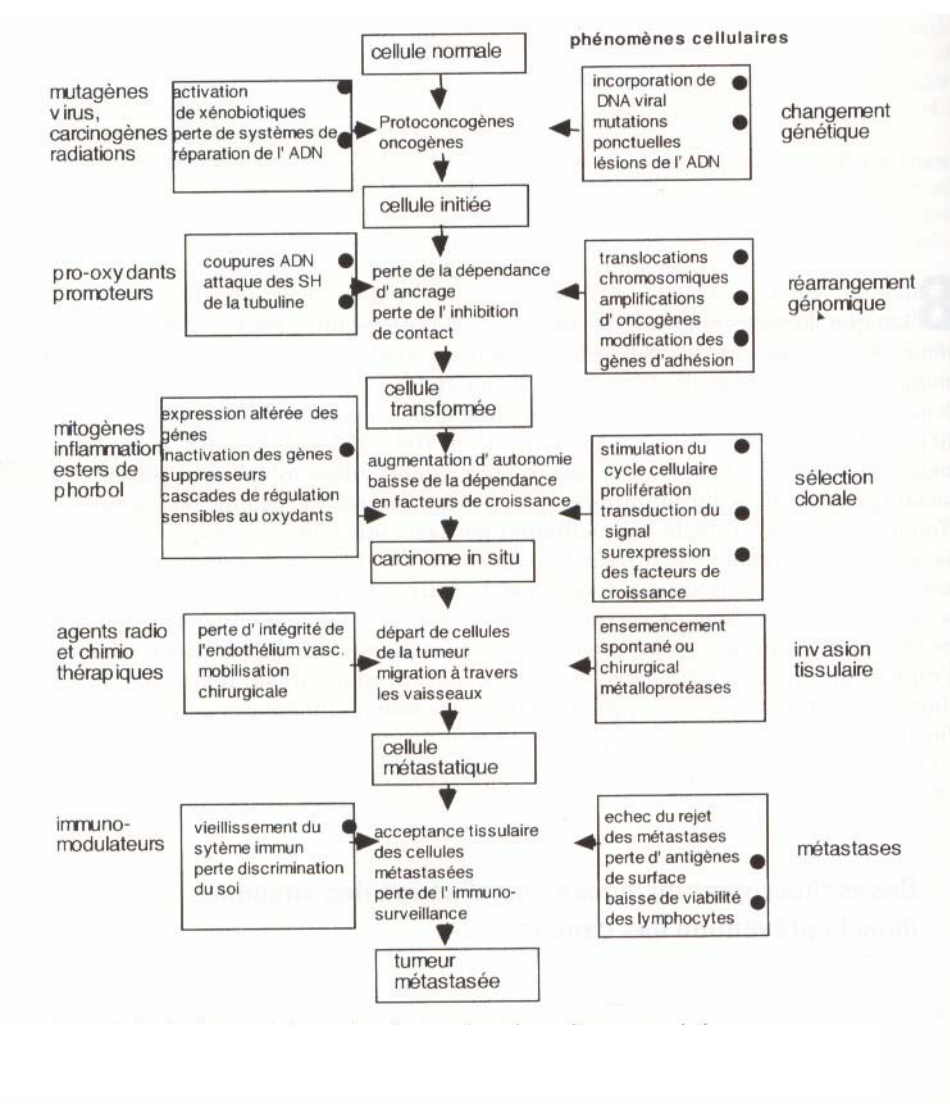 cellule normale
phénomènes cellulaires
mutagènes
virus,
carcinogènes
radiations
activation
de xénobiotiques
perte de systèmes de
réparation de l' ADN
Protoconcogènes
oncogènes
incorporation de
DNA viral
mutations
ponctuelles
lésions de l' ADN
changement
génétique
cellule initiée
pro-oxydants
promoteurs
coupures ADN
attaque des SH
de la tubuline
perte de la dépendance
d' ancrage
perte de l' inhibition
de contact
translocations
chromosomiques
amplifications
d' oncogènes
modification des
gènes d'adhésion
réarrangement
génomique
cellule
transformée
mitogènes
inflammation
esters de
phorbol
expression altérée des
génes
inactivation des gènes
suppresseurs
cascades de régulation
sensibles au oxydants
augmentation d' autonomie
baisse de la dépendance
en facteurs de croissance
stimulation du
cycle cellulaire
prolifération
transduction du
signal
surexpression
des facteurs de
croissance
sélection
clonale
carcinome in situ
agents radio
et chimio
thérapiques
perte d' intégrité de
l'endothélium vasc.
mobilisation
chirurgicale
départ de cellules
de la tumeur
migration à travers
les vaisseaux
ensemencement
spontané ou
chirurgical
métalloprotéases
invasion
tissulaire
cellule
métastatique
immuno-
modulateurs
vieillissement du
sytème immun
perte discrimination
du soi
acceptance tissulaire
des cellules
métastasées
perte de l' immuno-
surveillance
echec du rejet
des métastases
perte d' antigènes
de surface
baisse de viabilité
des lymphocytes
métastases
tumeur
métastasée